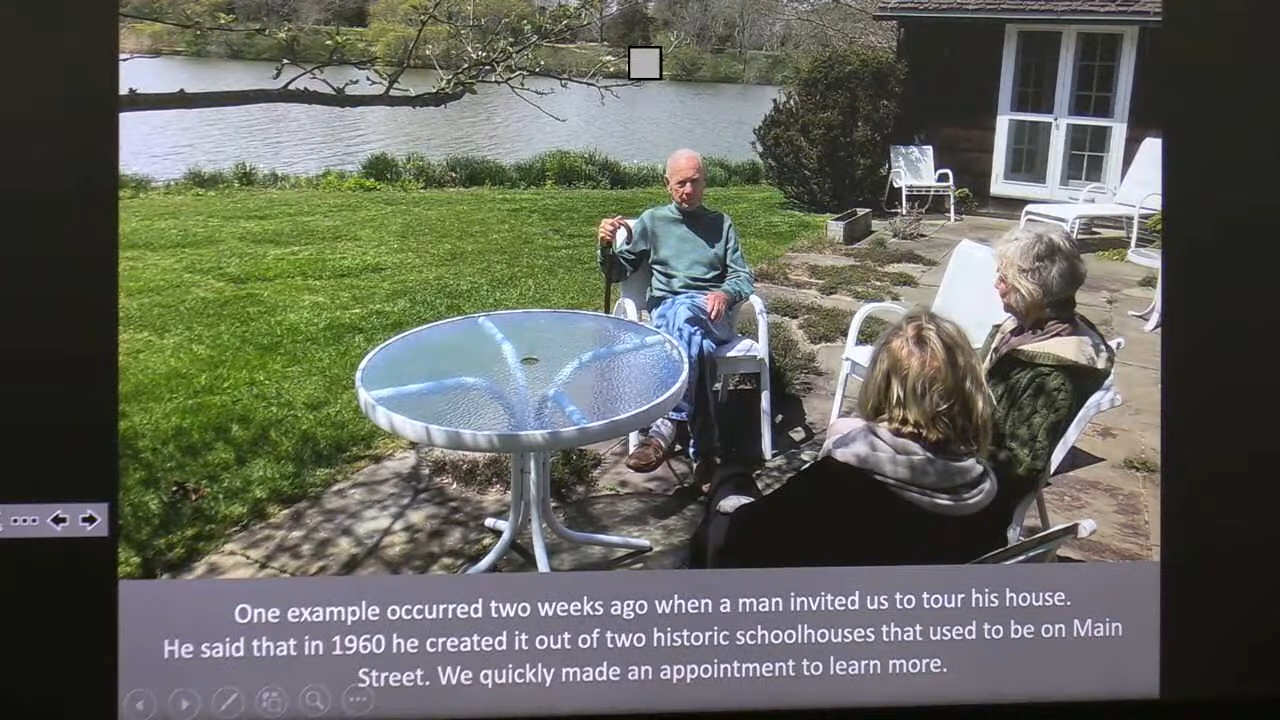 One example occurred two weeks ago when a man invited us to tour his house.
He said that in 1960 he created it out of two historic schoolhouses that used to be on Main
Street. We quickly made an appointment to learn more.